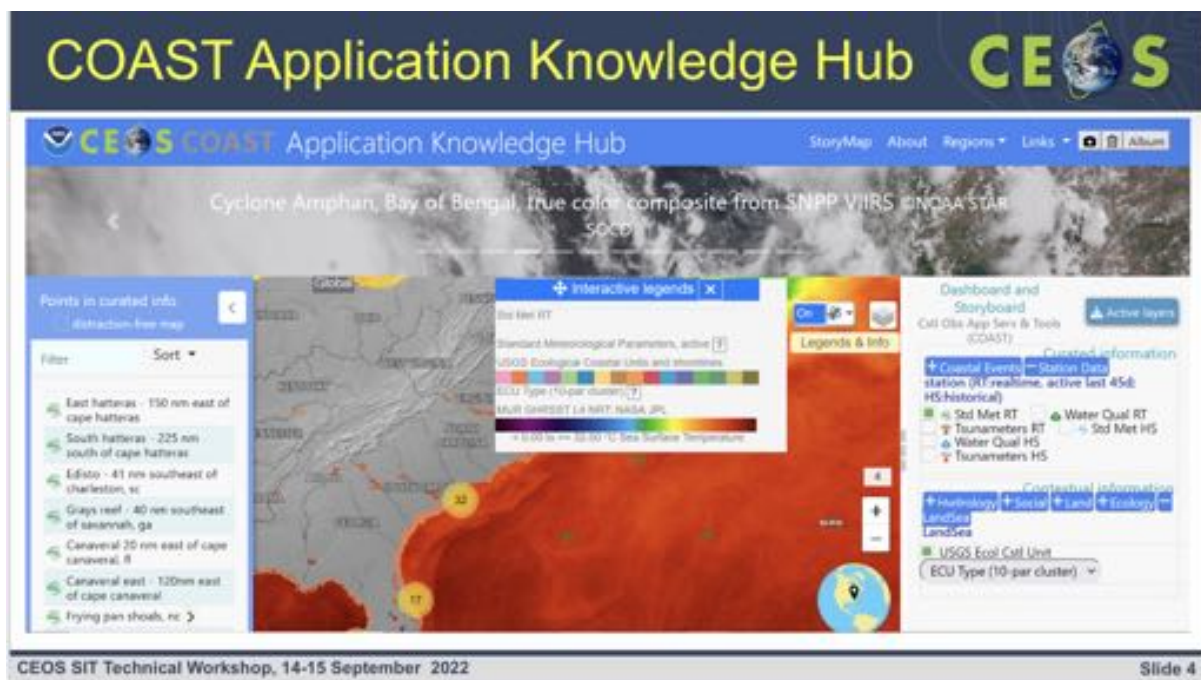 COAST Application Knowledge Hub
CEOS
CEOS COAST Application Knowledge Hub
StoryMap About Regions Links Album
Cyclone Amphan, Bay of Bengal, true color composite from SNPP VIIRS ©NOAA STAR
SOCD
Points in curated info
distraction-free map
Filter Sort
East hatteras - 150 nm east of
cape hatteras
South hatteras - 225 nm
south of cape hatteras
Edisto - 41 nm southeast of
charleston, sc
Grays reef - 40 nm southeast
of savannah, ga
Canaveral 20 nm east of cape
canaveral, fl
Canaveral east - 120nm east
of cape canaveral
Frying pan shoals, nc
Global
32
17
Interactive legends
Std Met RT
Standard Meteorological Parameters, active
USGS Ecological Coastal Units and shorelines
ECU Type (10-par cluster)
MUR GHRSST L4 NRT: NASA JPL
Sea Surface Temperature
On
Legends & Info
4
+
−
Dashboard and
Storyboard
Cstl Obs App Serv & Tools
(COAST)
Active layers
Curated information
+ Coastal Events − Station Data
station (RT:realtime, active last 45d;
HS:historical)
Std Met RT Water Qual RT
Tsunameters RT Std Met HS
Water Qual HS
Tsunameters HS
Contextual information
+ Hydrology + Social + Land + Ecology −
LandSea
LandSea
USGS Ecol Cstl Unit
ECU Type (10-par cluster)
CEOS SIT Technical Workshop, 14-15 September 2022
Slide 4